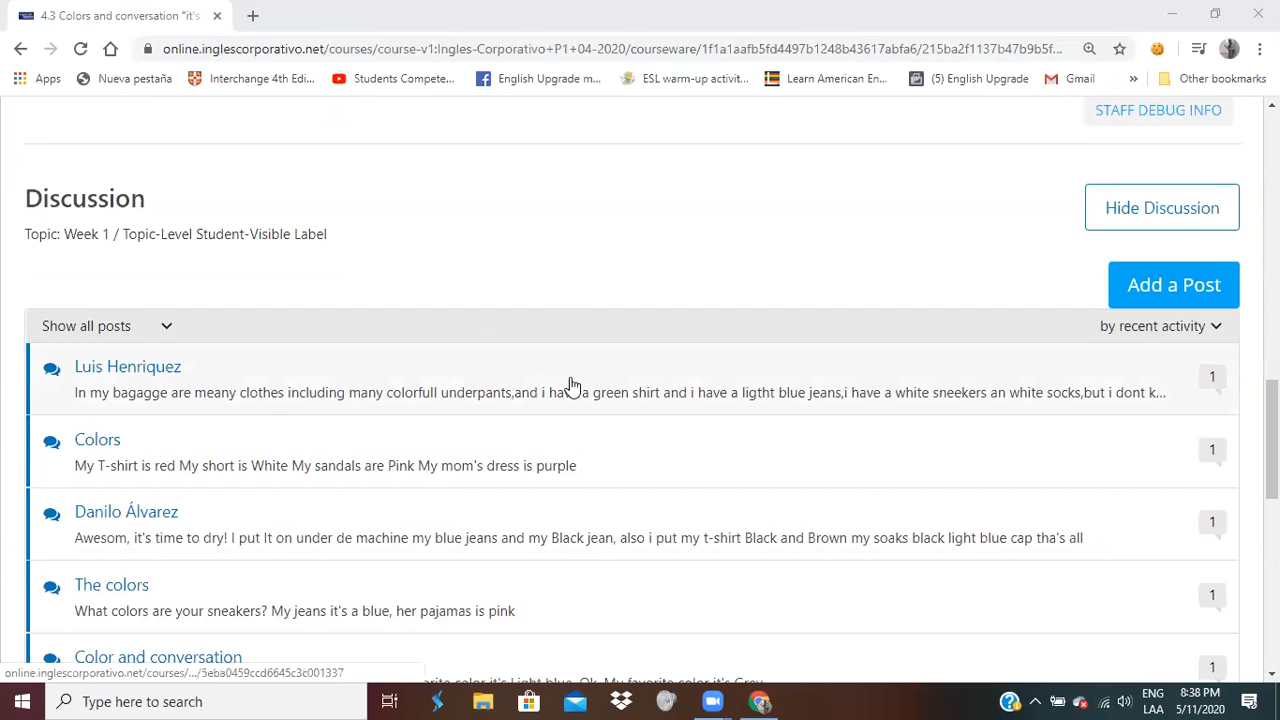 4.3 Colors and conversation "it's
online.inglescorporativo.net/courses/course-v1:Ingles-Corporativo+P1+04-2020/courseware/1f1a1aafb5fd4497b1248b43617abfa6/215ba2f1137b47b9b5f...
Apps Nueva pestaña Interchange 4th Edi... Students Compete... English Upgrade m... ESL warm-up activit... Learn American En... (5) English Upgrade Gmail » Other bookmarks
STAFF DEBUG INFO
Discussion
Hide Discussion
Topic: Week 1 / Topic-Level Student-Visible Label
Add a Post
Show all posts by recent activity
Luis Henriquez
In my bagagge are meany clothes including many colorfull underpants,and i have a green shirt and i have a ligtht blue jeans,i have a white sneekers an white socks,but i dont k...
1
Colors
My T-shirt is red My short is White My sandals are Pink My mom's dress is purple
1
Danilo Álvarez
Awesom, it's time to dry! I put It on under de machine my blue jeans and my Black jean, also i put my t-shirt Black and Brown my soaks black light blue cap tha's all
1
The colors
What colors are your sneakers? My jeans it's a blue, her pajamas is pink
1
Color and conversation
1
online.inglescorporativo.net/courses/.../5eba0459ccd6645c3c001337
Type here to search
ENG
LAA
8:38 PM
5/11/2020